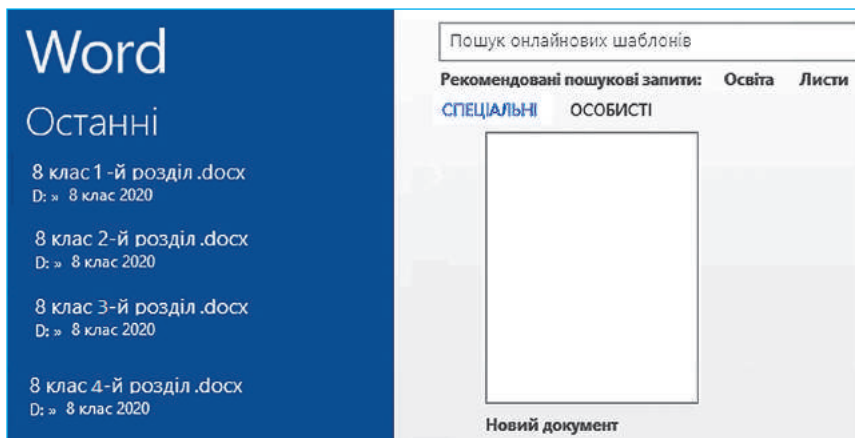 Word
Останні
8 клас 1-й розділ .docx
D: » 8 клас 2020
8 клас 2-й розділ .docx
D: » 8 клас 2020
8 клас 3-й розділ .docx
D: » 8 клас 2020
8 клас 4-й розділ .docx
D: » 8 клас 2020
Пошук онлайнових шаблонів
Рекомендовані пошукові запити: Освіта Листи
СПЕЦІАЛЬНІ ОСОБИСТІ
Новий документ